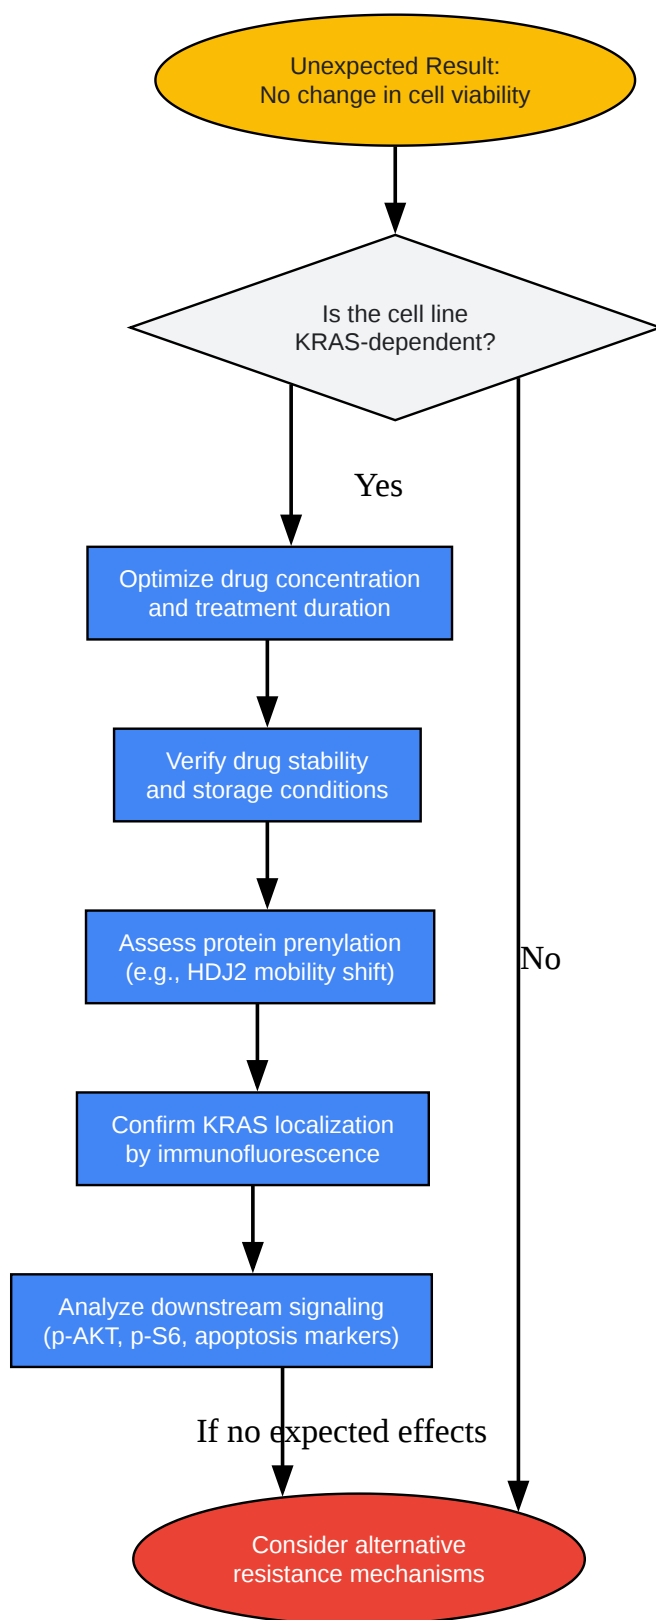 Unexpected Result:
No change in cell viability
Is the cell line
KRAS-dependent?
Yes
Optimize drug concentration
and treatment duration
Verify drug stability
and storage conditions
Assess protein prenylation
(e.g., HDJ2 mobility shift)
No
Confirm KRAS localization
by immunofluorescence
Analyze downstream signaling
(p-AKT, p-S6, apoptosis markers)
If no expected effects
Consider alternative
resistance mechanisms